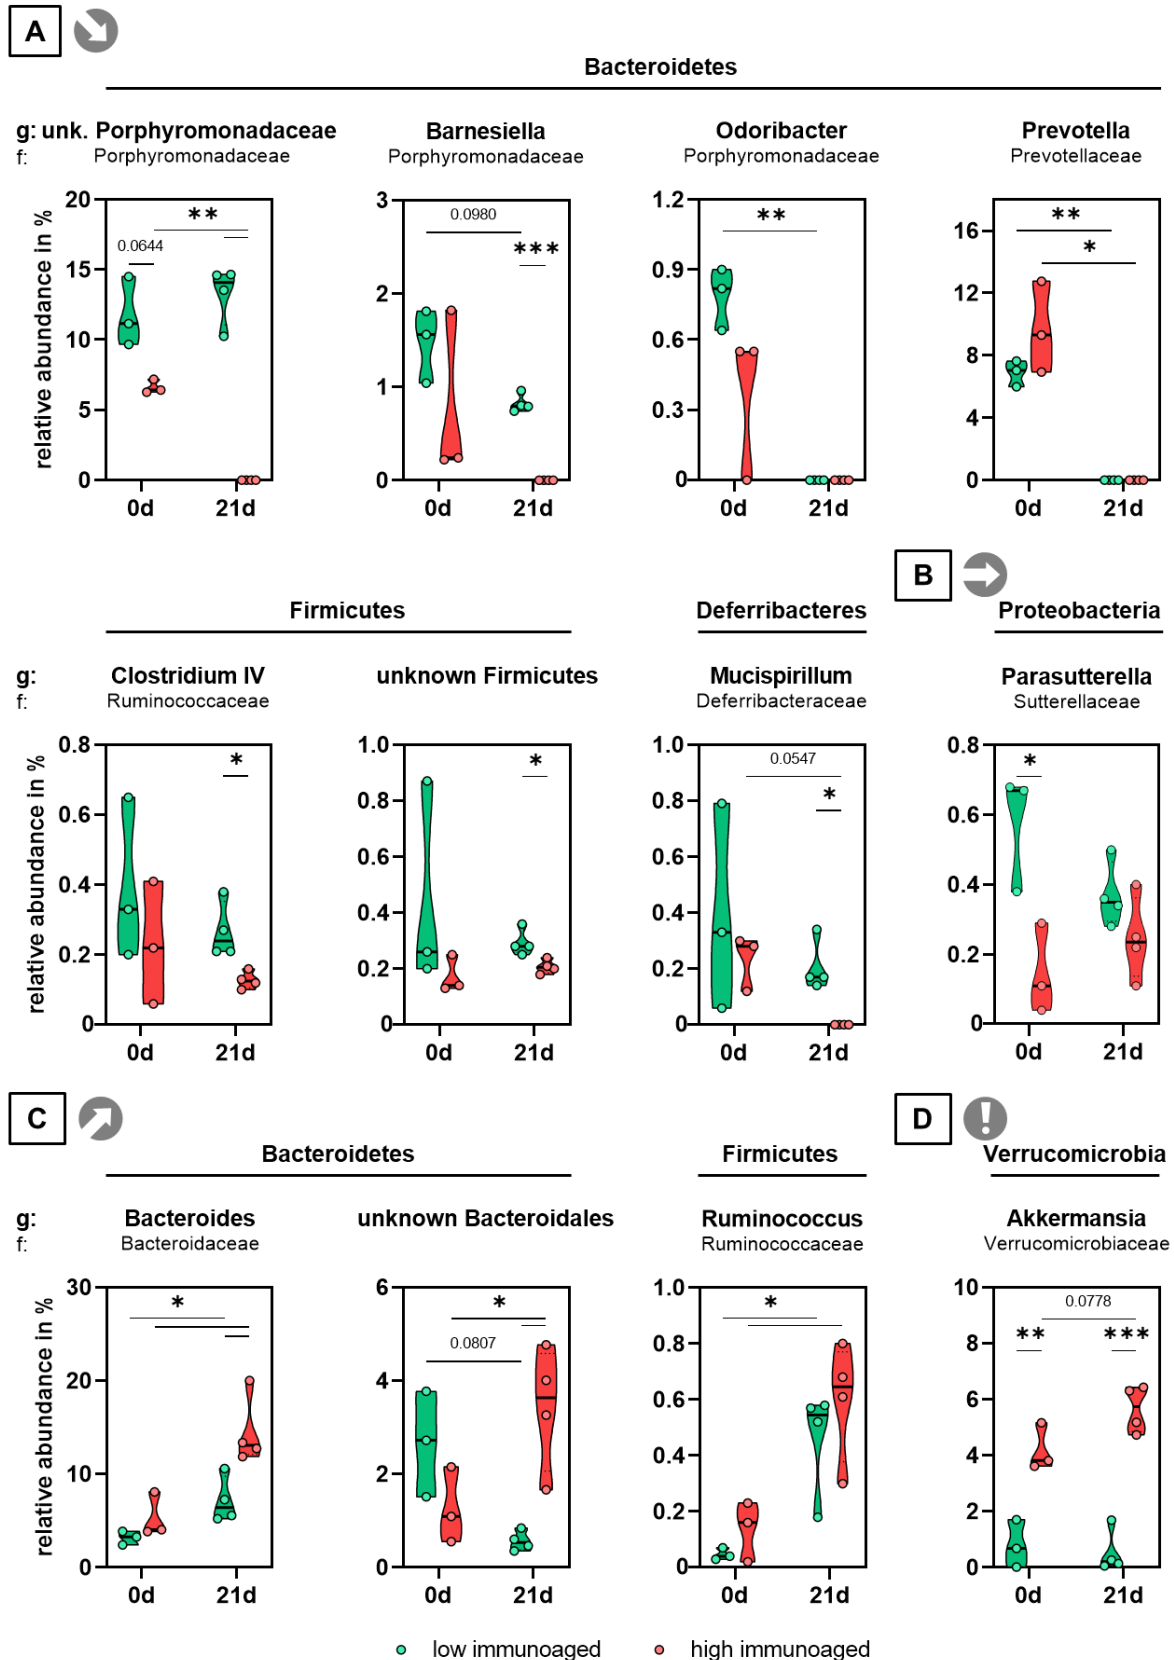 A
Bacteroidetes
g: unk. Porphyromonadaceae Barnesiella Odoribacter Prevotella
f: Porphyromonadaceae Porphyromonadaceae Porphyromonadaceae Prevotellaceae
relative abundance in %
20
15
10
5
0
0.0644
**
0d 21d
3
2
1
0
0.0980
***
0d 21d
1.2
0.9
0.6
0.3
0
**
0d 21d
16
12
8
4
0
**
*
0d 21d
B
Firmicutes Deferribacteres Proteobacteria
g: Clostridium IV unknown Firmicutes Mucispirillum Parasutterella
f: Ruminococcaceae Deferribacteraceae Sutterellaceae
relative abundance in %
0.8
0.6
0.4
0.2
0
*
0d 21d
1.0
0.8
0.6
0.4
0.2
0
*
0d 21d
1.0
0.8
0.6
0.4
0.2
0
0.0547
*
0d 21d
0.8
0.6
0.4
0.2
0
*
0d 21d
C
D
Bacteroidetes Firmicutes Verrucomicrobia
g: Bacteroides unknown Bacteroidales Ruminococcus Akkermansia
f: Bacteroidaceae Ruminococcaceae Verrucomicrobiaceae
relative abundance in %
30
20
10
0
*
0d 21d
6
4
2
0
*
0.0807
0d 21d
1.0
0.8
0.6
0.4
0.2
0
*
0d 21d
10
8
6
4
2
0
0.0778
**
***
0d 21d
low immunoaged high immunoaged